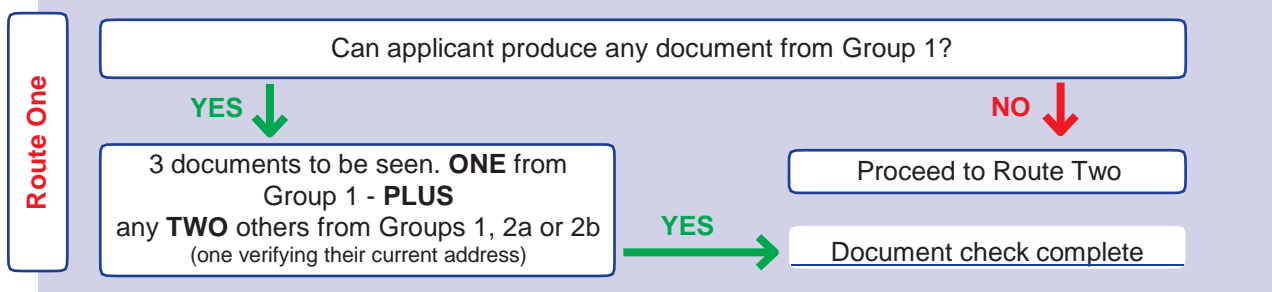 Route One
Can applicant produce any document from Group 1?
YES
NO
3 documents to be seen. ONE from
Group 1 - PLUS
any TWO others from Groups 1, 2a or 2b
(one verifying their current address)
Proceed to Route Two
YES
Document check complete